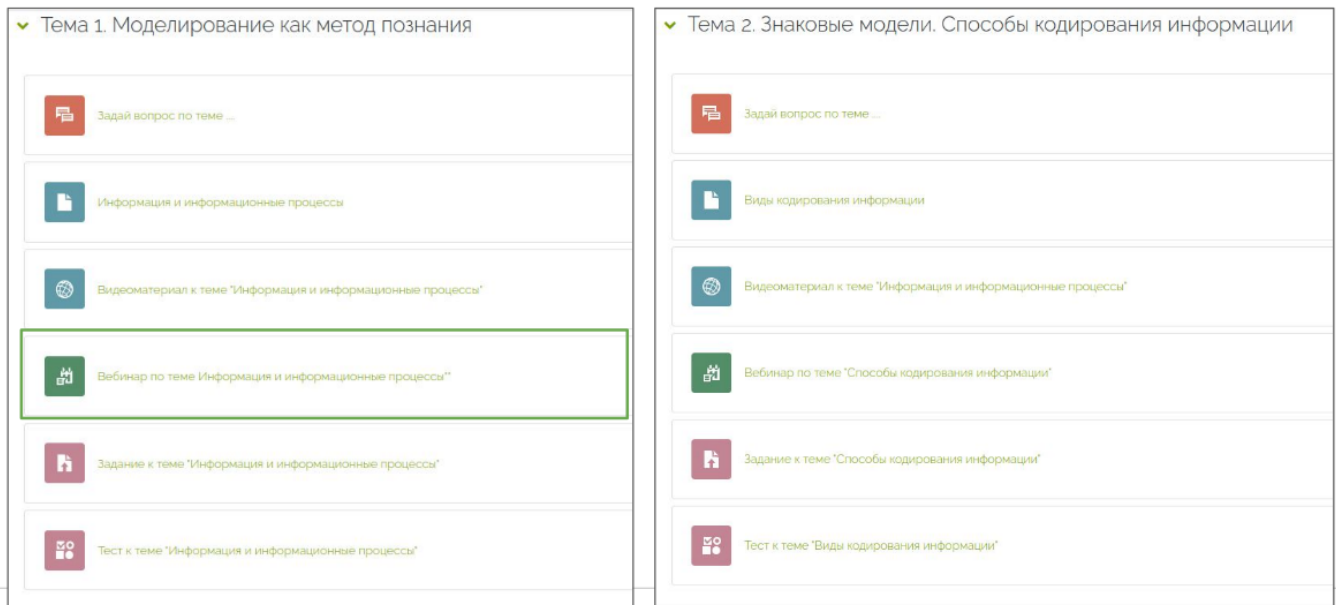 Тема 1. Моделирование как метод познания
Задай вопрос по теме ...
Информация и информационные процессы
Видеоматериал к теме "Информация и информационные процессы"
Вебинар по теме Информация и информационные процессы""
Задание к теме "Информация и информационные процессы"
Тест к теме "Информация и информационные процессы"
Тема 2. Знаковые модели. Способы кодирования информации
Задай вопрос по теме ...
Виды кодирования информации
Видеоматериал к теме "Информация и информационные процессы"
Вебинар по теме "Способы кодирования информации"
Задание к теме "Способы кодирования информации"
Тест к теме "Виды кодирования информации"